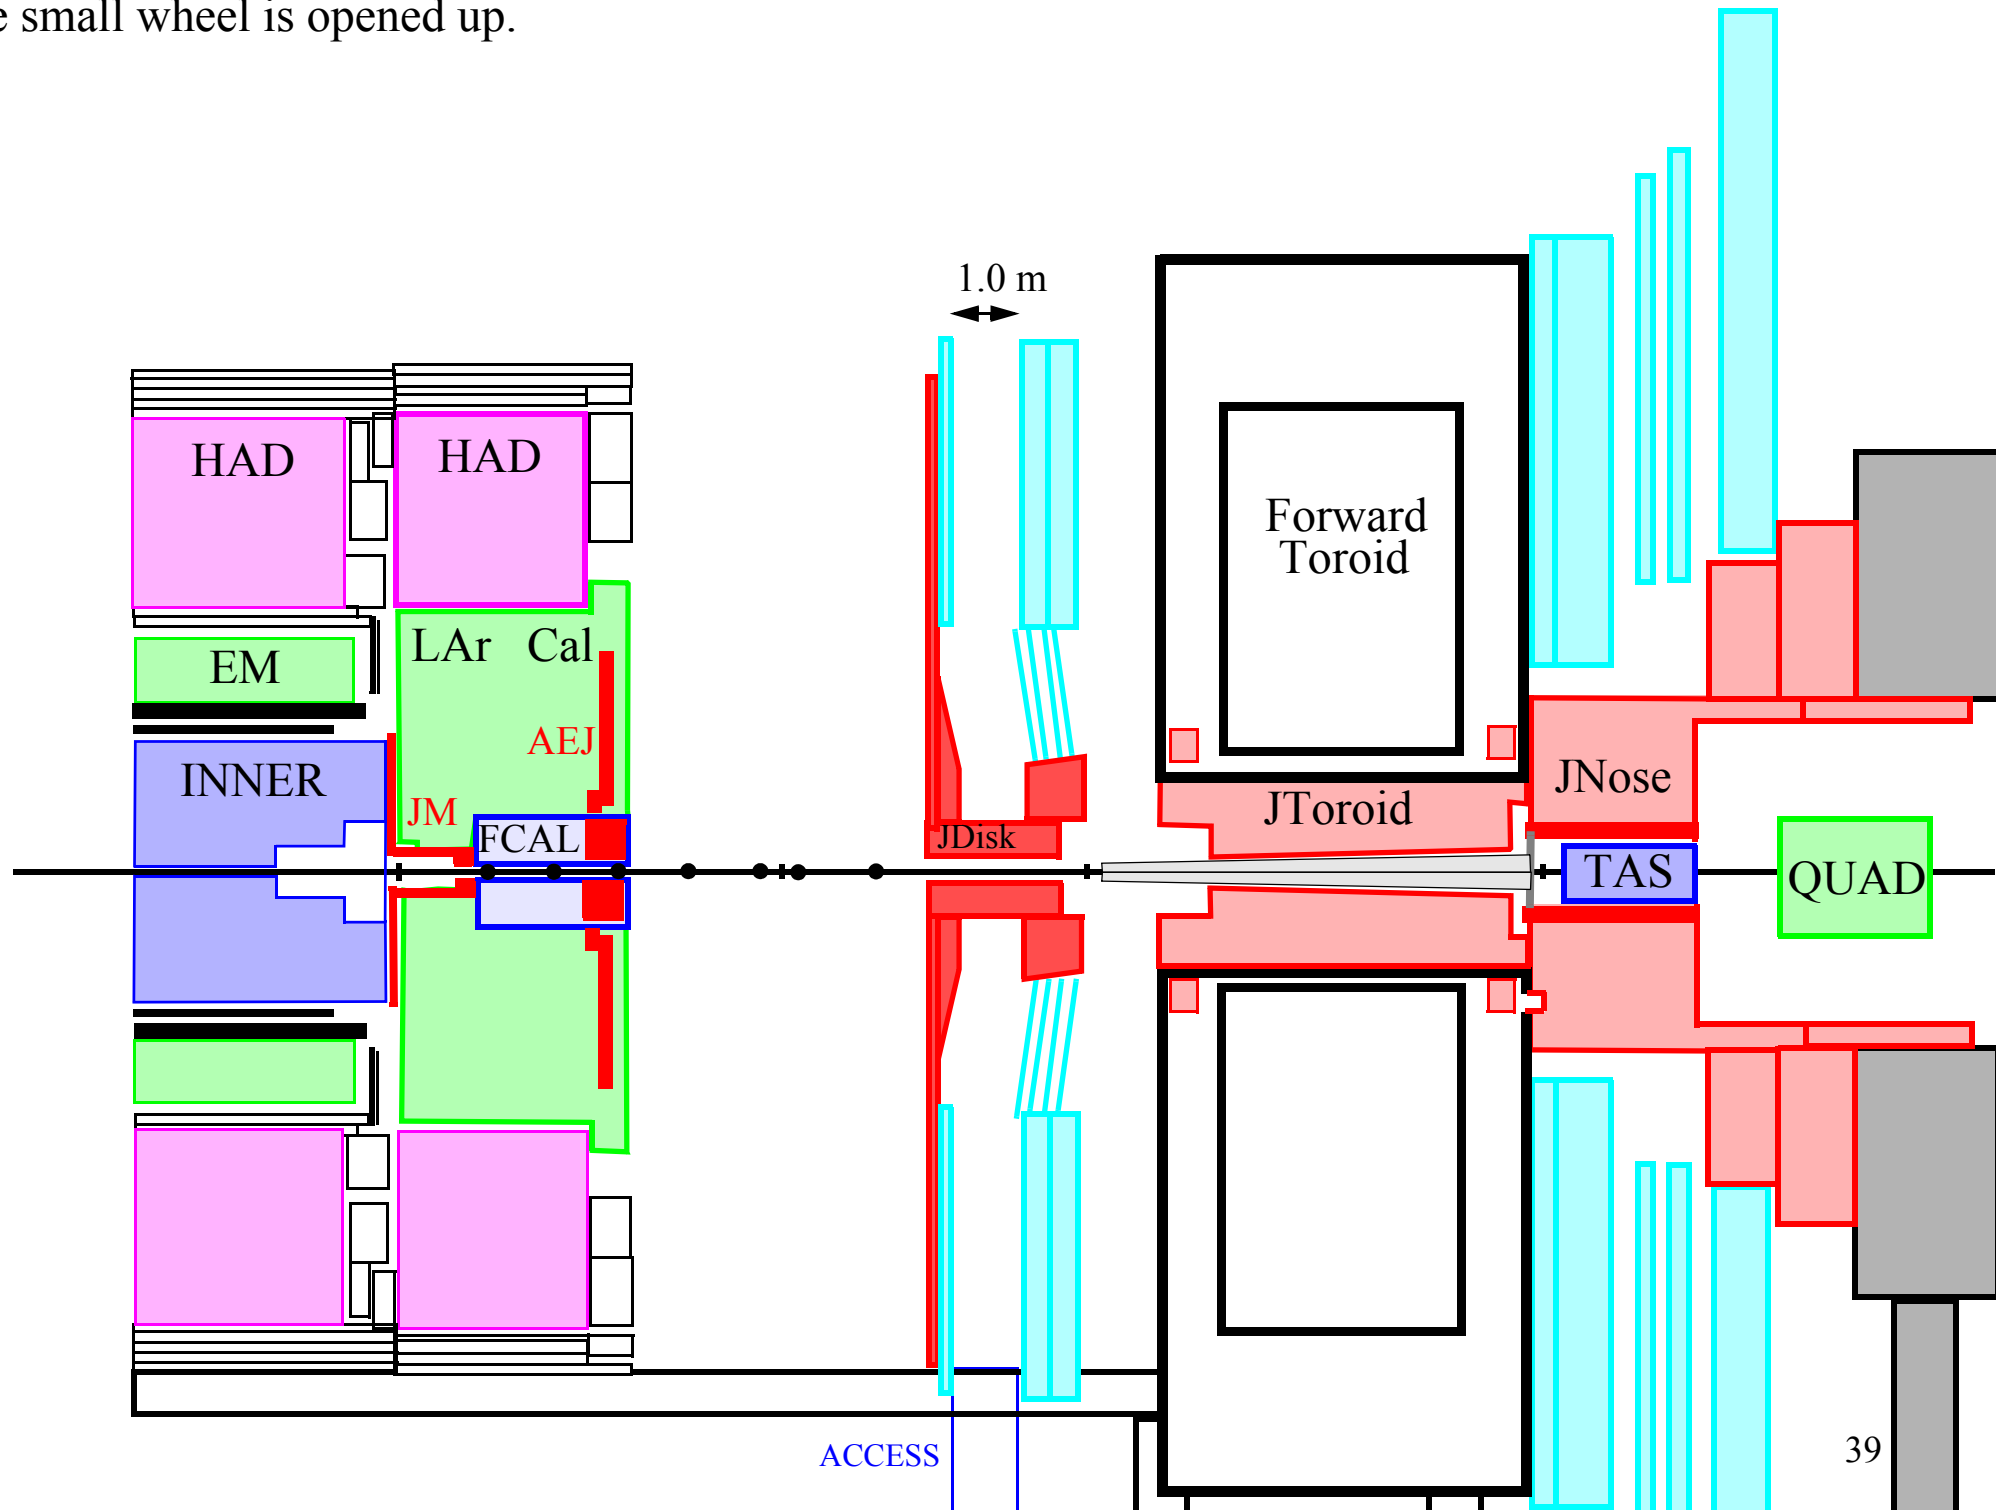 e small wheel is opened up.
1.0 m
HAD
HAD
Forward
Toroid
LAr Cal
EM
AEJ
INNER
JM
FCAL
JDisk
JToroid
JNose
TAS
QUAD
ACCESS
39